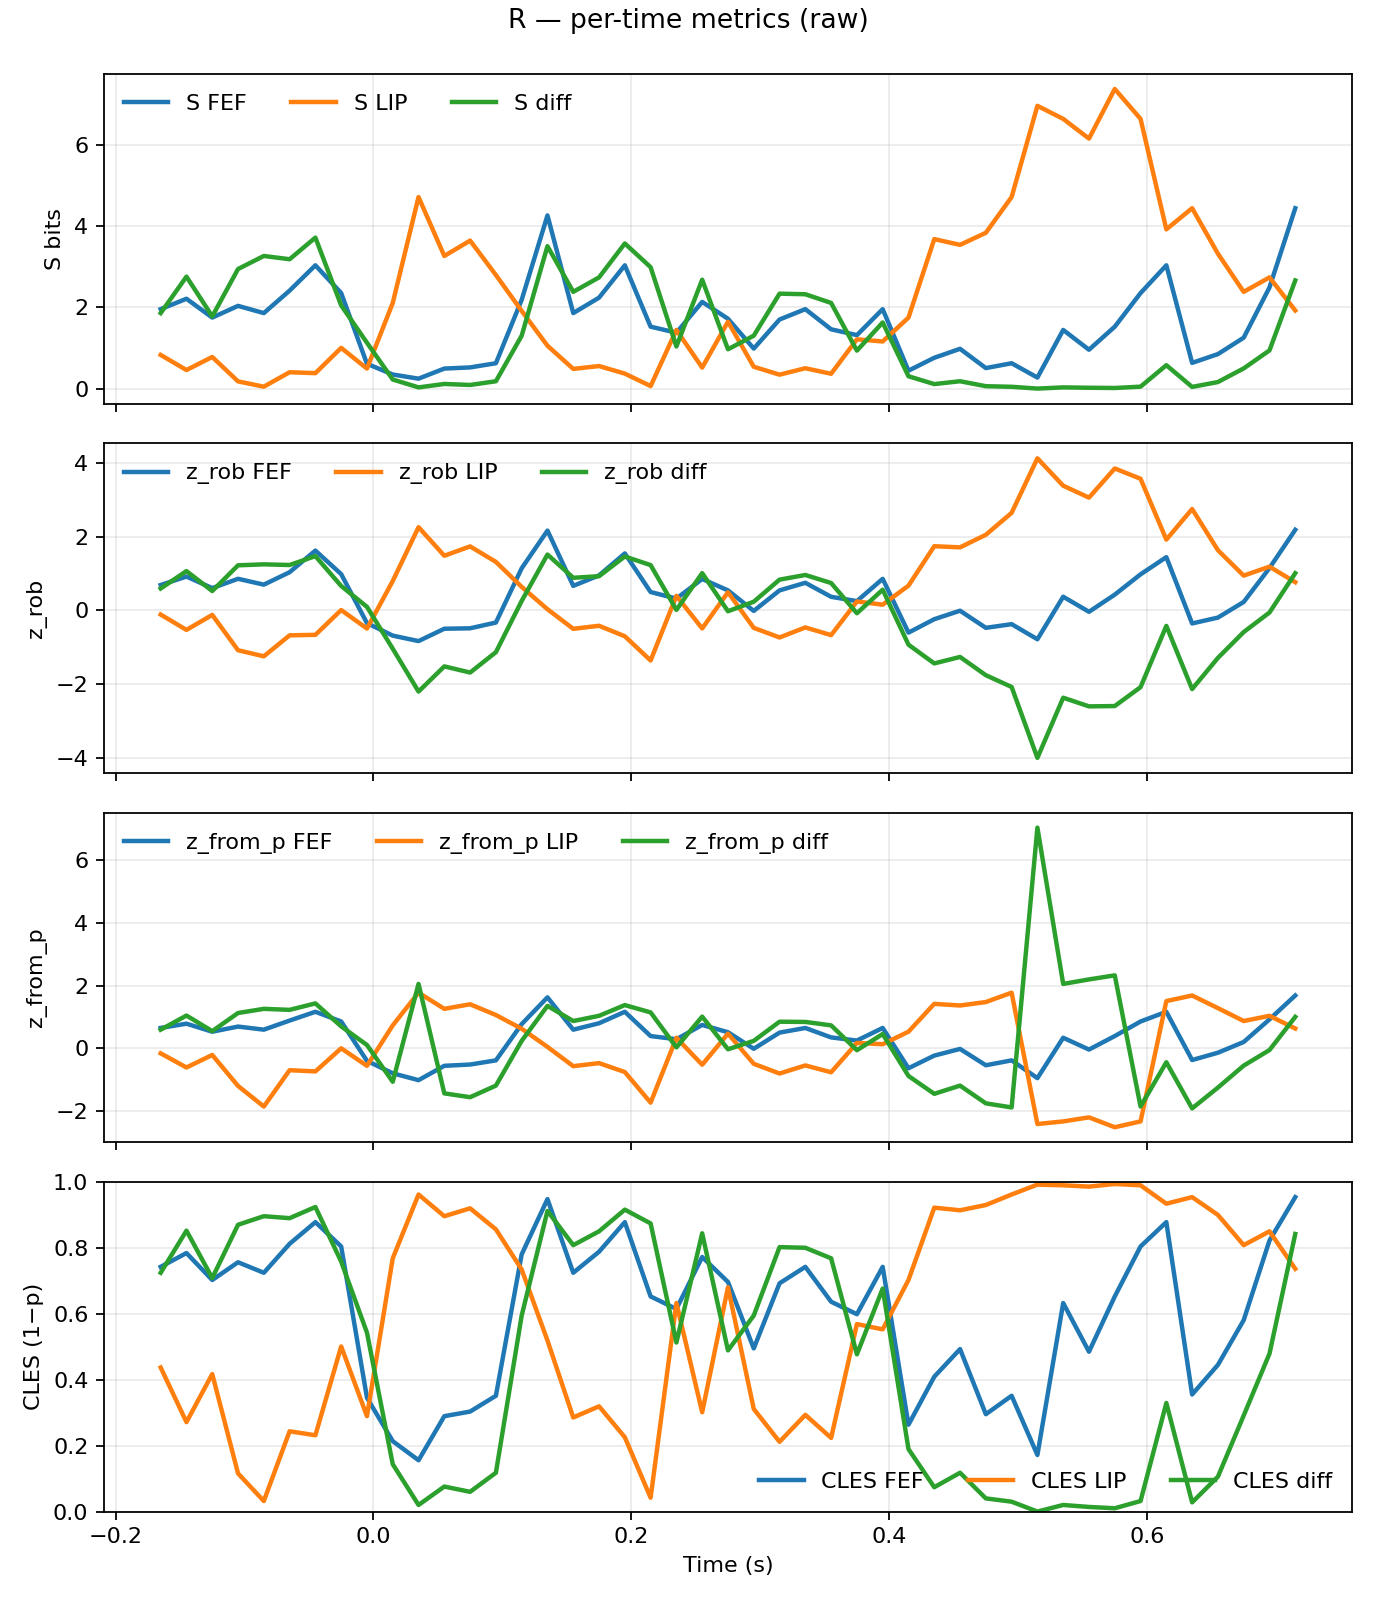 R — per-time metrics (raw)
S FEF S LIP S diff
S bits
6
4
2
0
z_rob FEF z_rob LIP z_rob diff
z_rob
4
2
0
−2
−4
z_from_p FEF z_from_p LIP z_from_p diff
z_from_p
6
4
2
0
−2
CLES (1−p)
1.0
0.8
0.6
0.4
0.2
0.0
CLES FEF CLES LIP CLES diff
−0.2 0.0 0.2 0.4 0.6
Time (s)